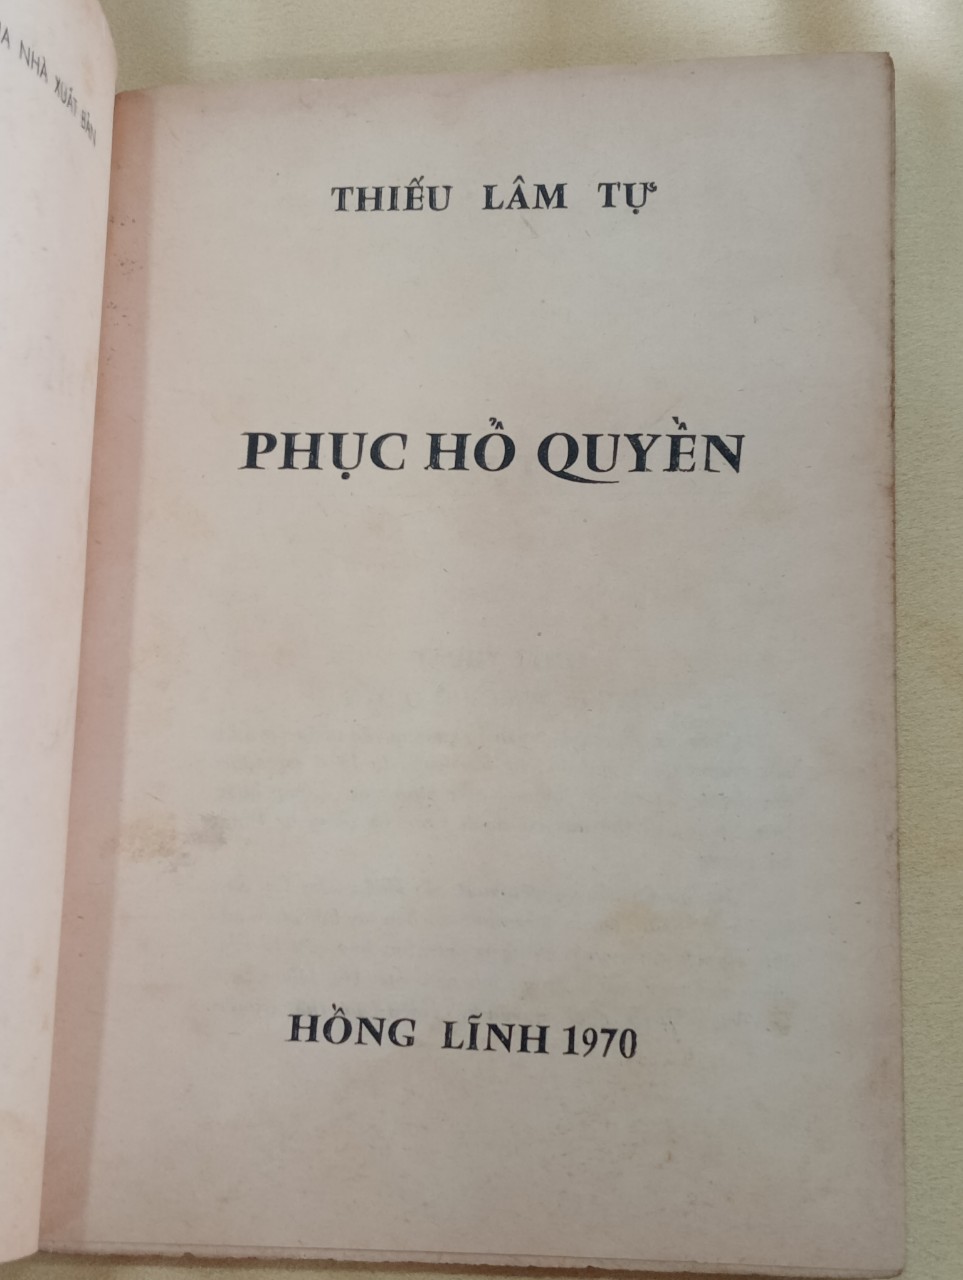 THIẾU LÂM TỰ
PHỤC HỔ QUYỀN
HỒNG LĨNH 1970